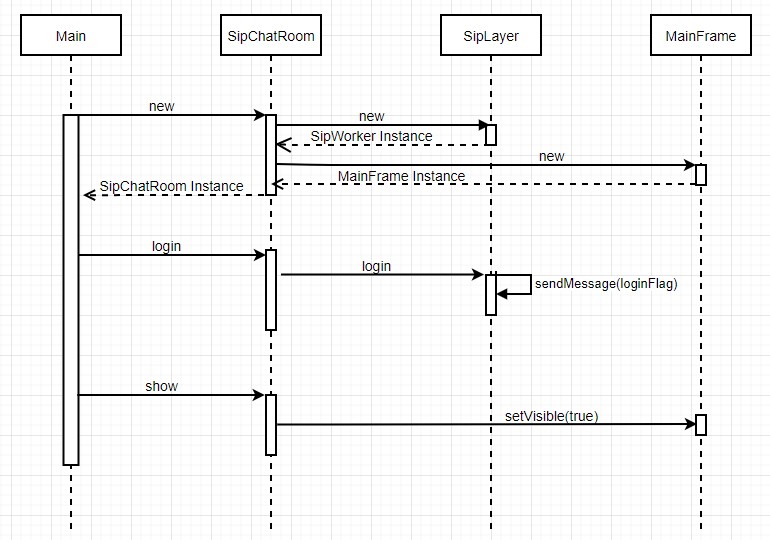 Main
SipChatRoom
SipLayer
MainFrame
new
new
SipWorker Instance
new
MainFrame Instance
SipChatRoom Instance
login
login
sendMessage(loginFlag)
show
setVisible(true)